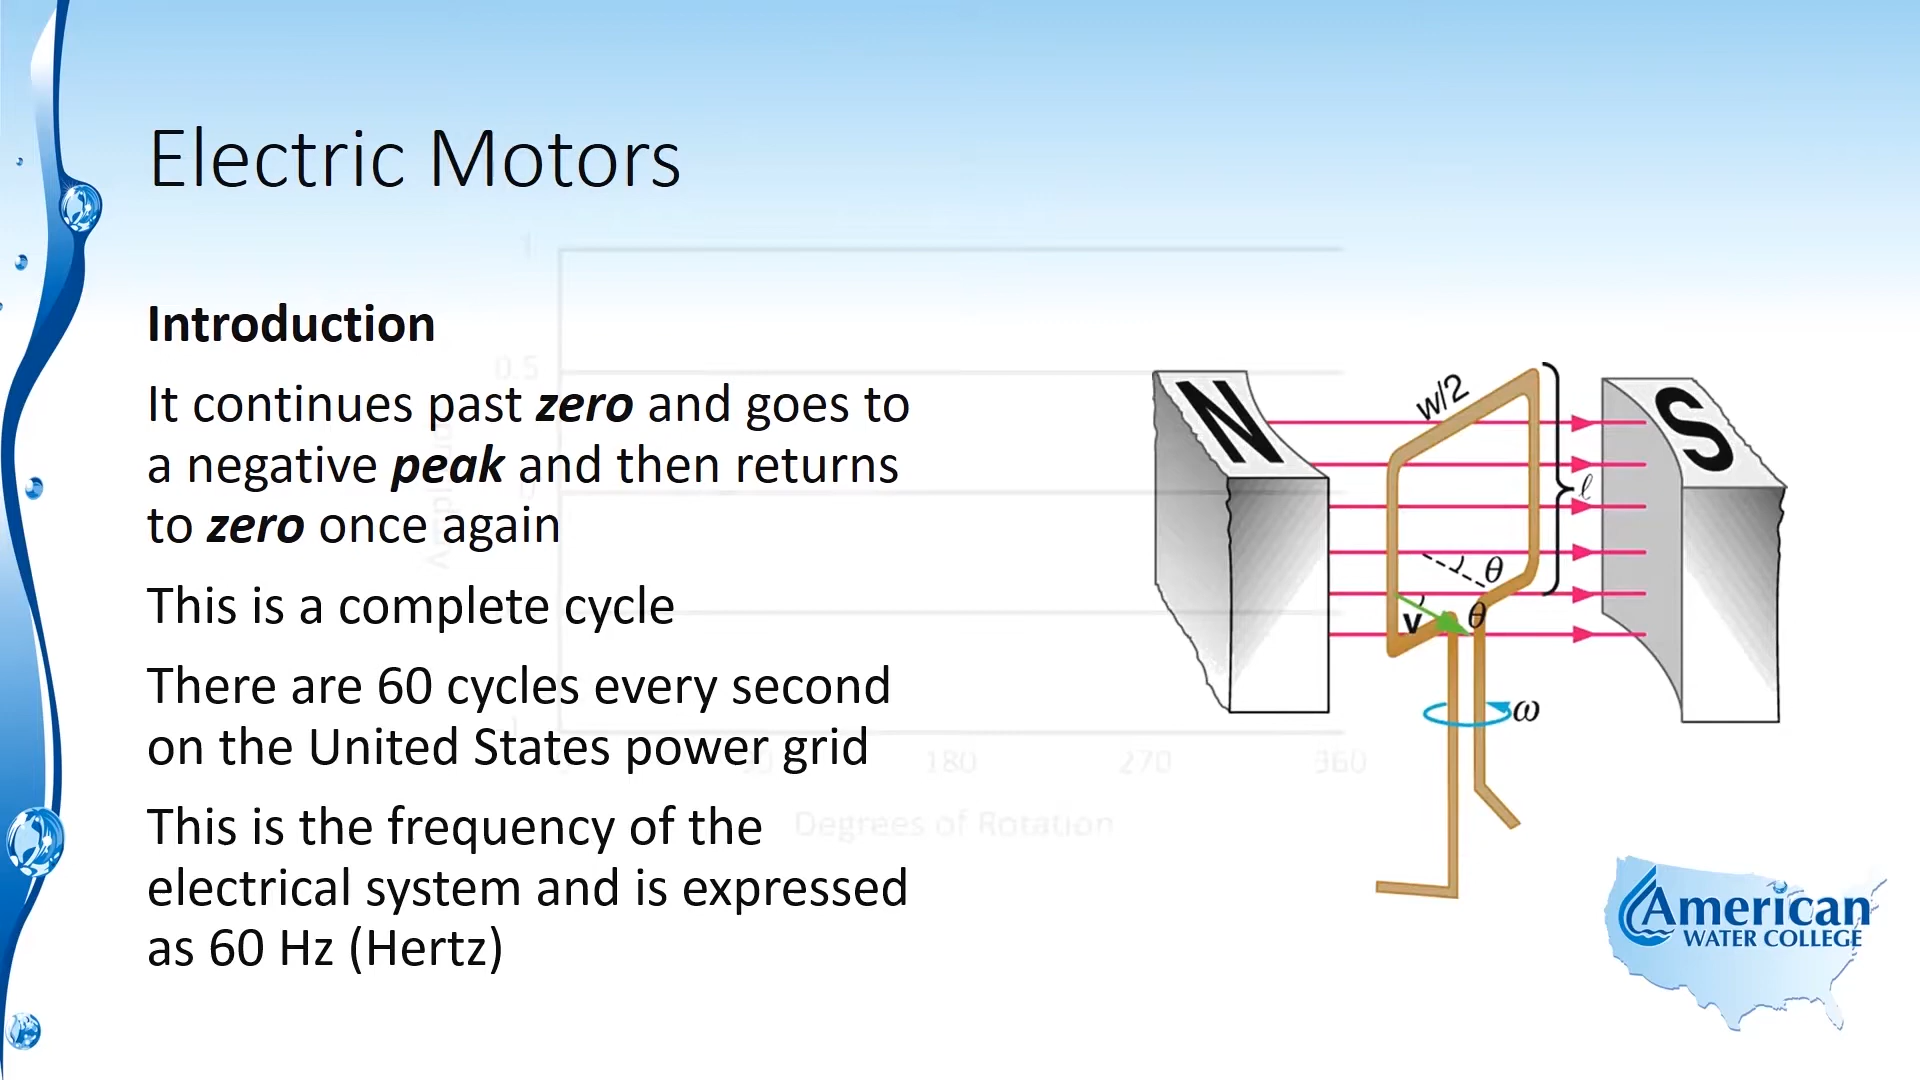 Electric Motors
Introduction
It continues past zero and goes to
a negative peak and then returns
to zero once again
This is a complete cycle
There are 60 cycles every second
on the United States power grid
This is the frequency of the
electrical system and is expressed
as 60 Hz (Hertz)
1
0.5
180
270
360
Degrees of Rotation
N
w/2
S
ℓ
θ
v
θ
ω
American
WATER COLLEGE